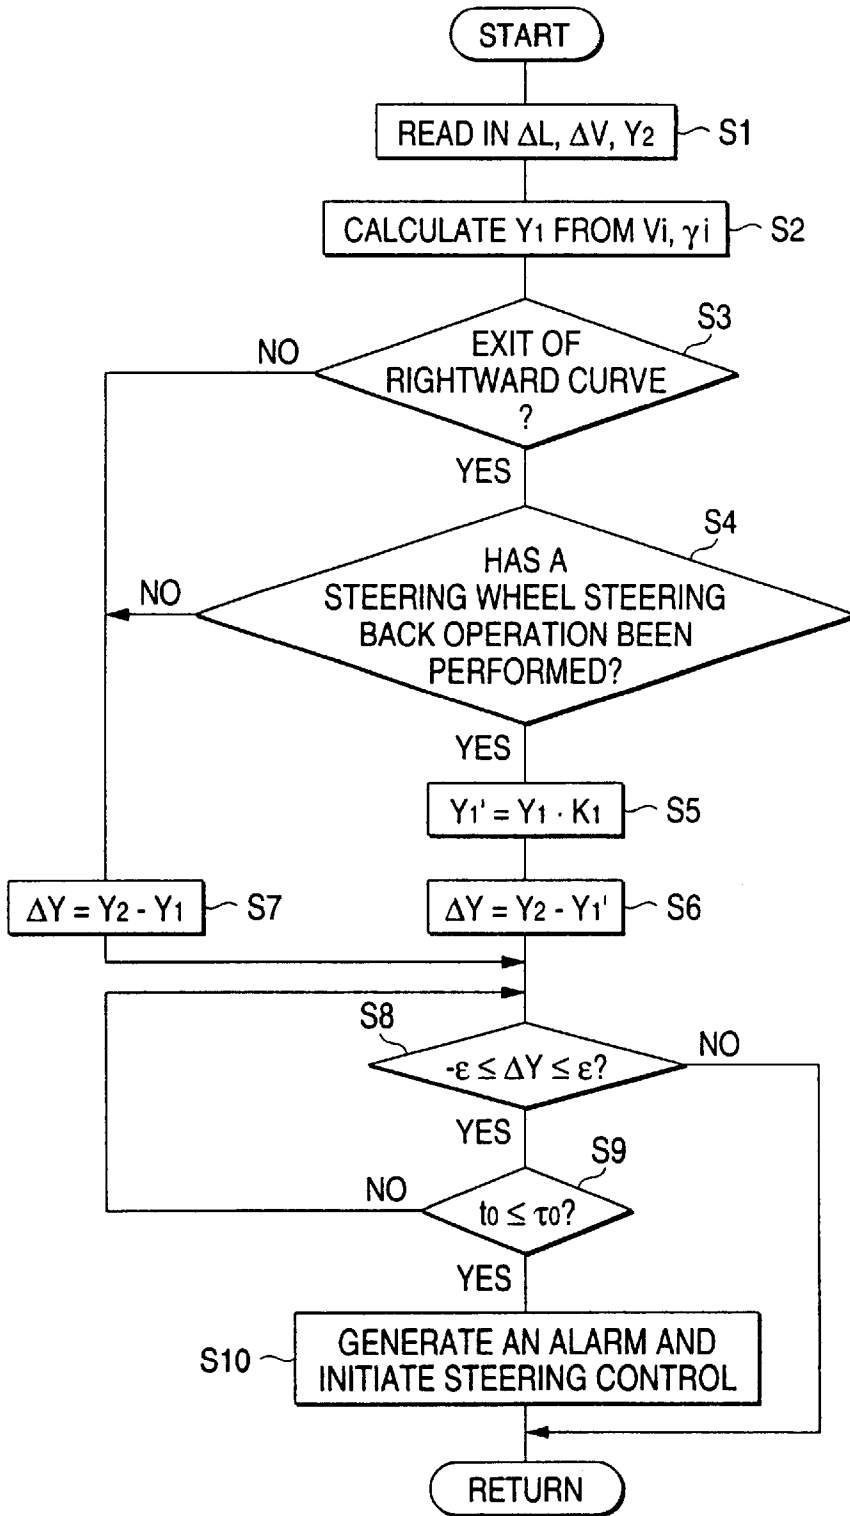 START
READ IN ΔL, ΔV, Y2
S1
CALCULATE Y1 FROM Vi, γi
S2
S3
EXIT OF
RIGHTWARD CURVE
?
NO
YES
S4
HAS A
STEERING WHEEL STEERING
BACK OPERATION BEEN
PERFORMED?
NO
YES
Y1' = Y1 · K1
S5
ΔY = Y2 - Y1
S7
ΔY = Y2 - Y1'
S6
S8
-ε ≤ ΔY ≤ ε?
NO
YES
S9
NO
t0 ≤ τ0?
YES
S10
GENERATE AN ALARM AND
INITIATE STEERING CONTROL
RETURN